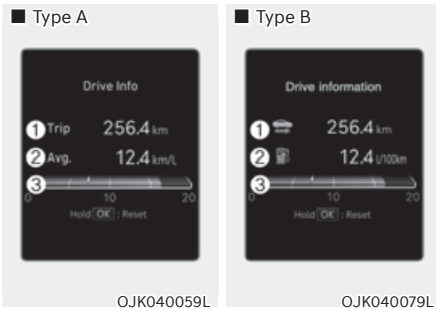 ■ Type A
Drive Info
① Trip 256.4 km
② Avg. 12.4 km/L
③
0 10 20
Hold OK : Reset
OJK040059L
■ Type B
Drive information
① 256.4 km
② 12.4 L/100km
③
0 10 20
Hold OK : Reset
OJK040079L